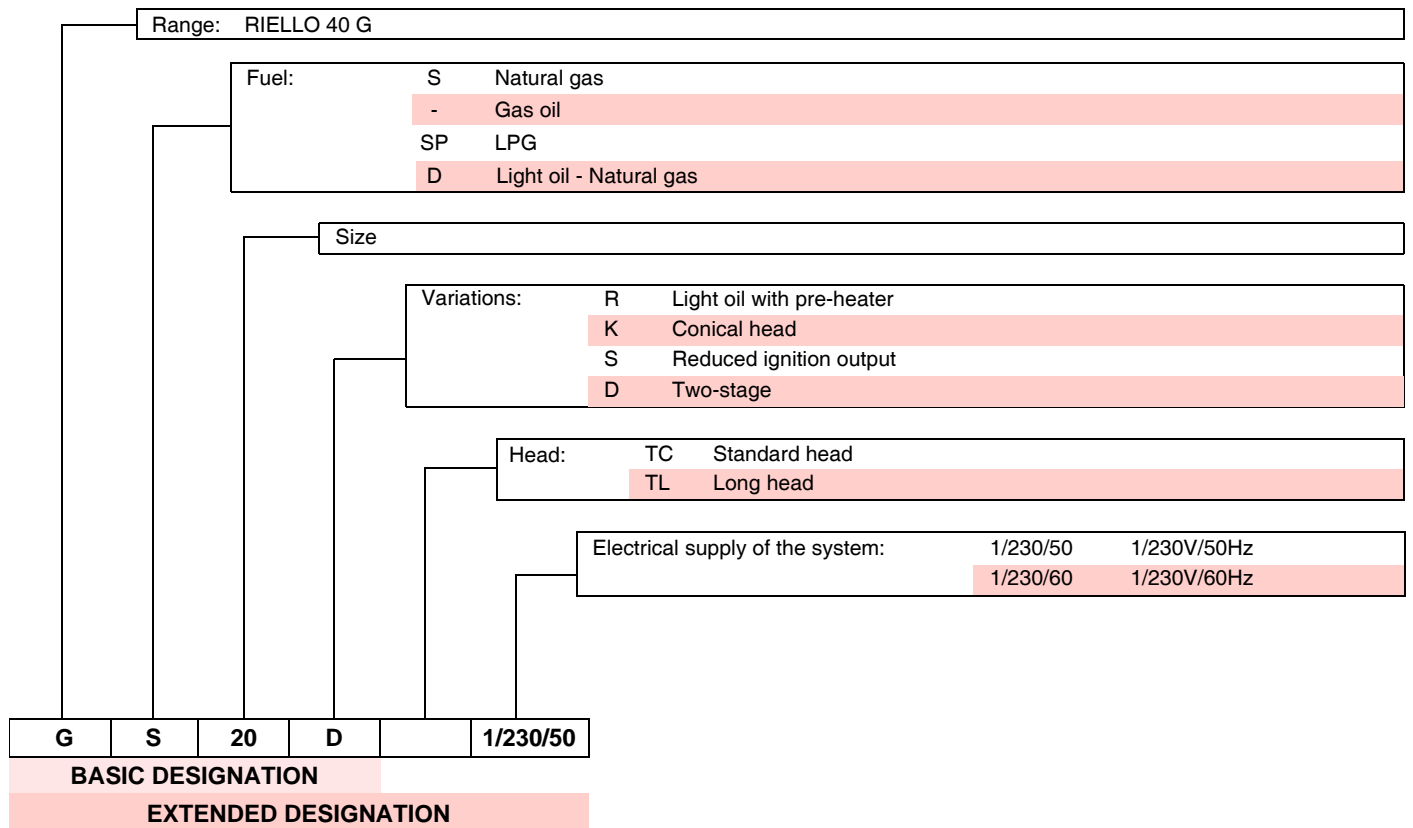 Range: RIELLO 40 G
Fuel: S Natural gas
- Gas oil
SP LPG
D Light oil - Natural gas
Size
Variations: R Light oil with pre-heater
K Conical head
S Reduced ignition output
D Two-stage
Head: TC Standard head
TL Long head
Electrical supply of the system: 1/230/50 1/230V/50Hz
1/230/60 1/230V/60Hz
G S 20 D 1/230/50
BASIC DESIGNATION
EXTENDED DESIGNATION